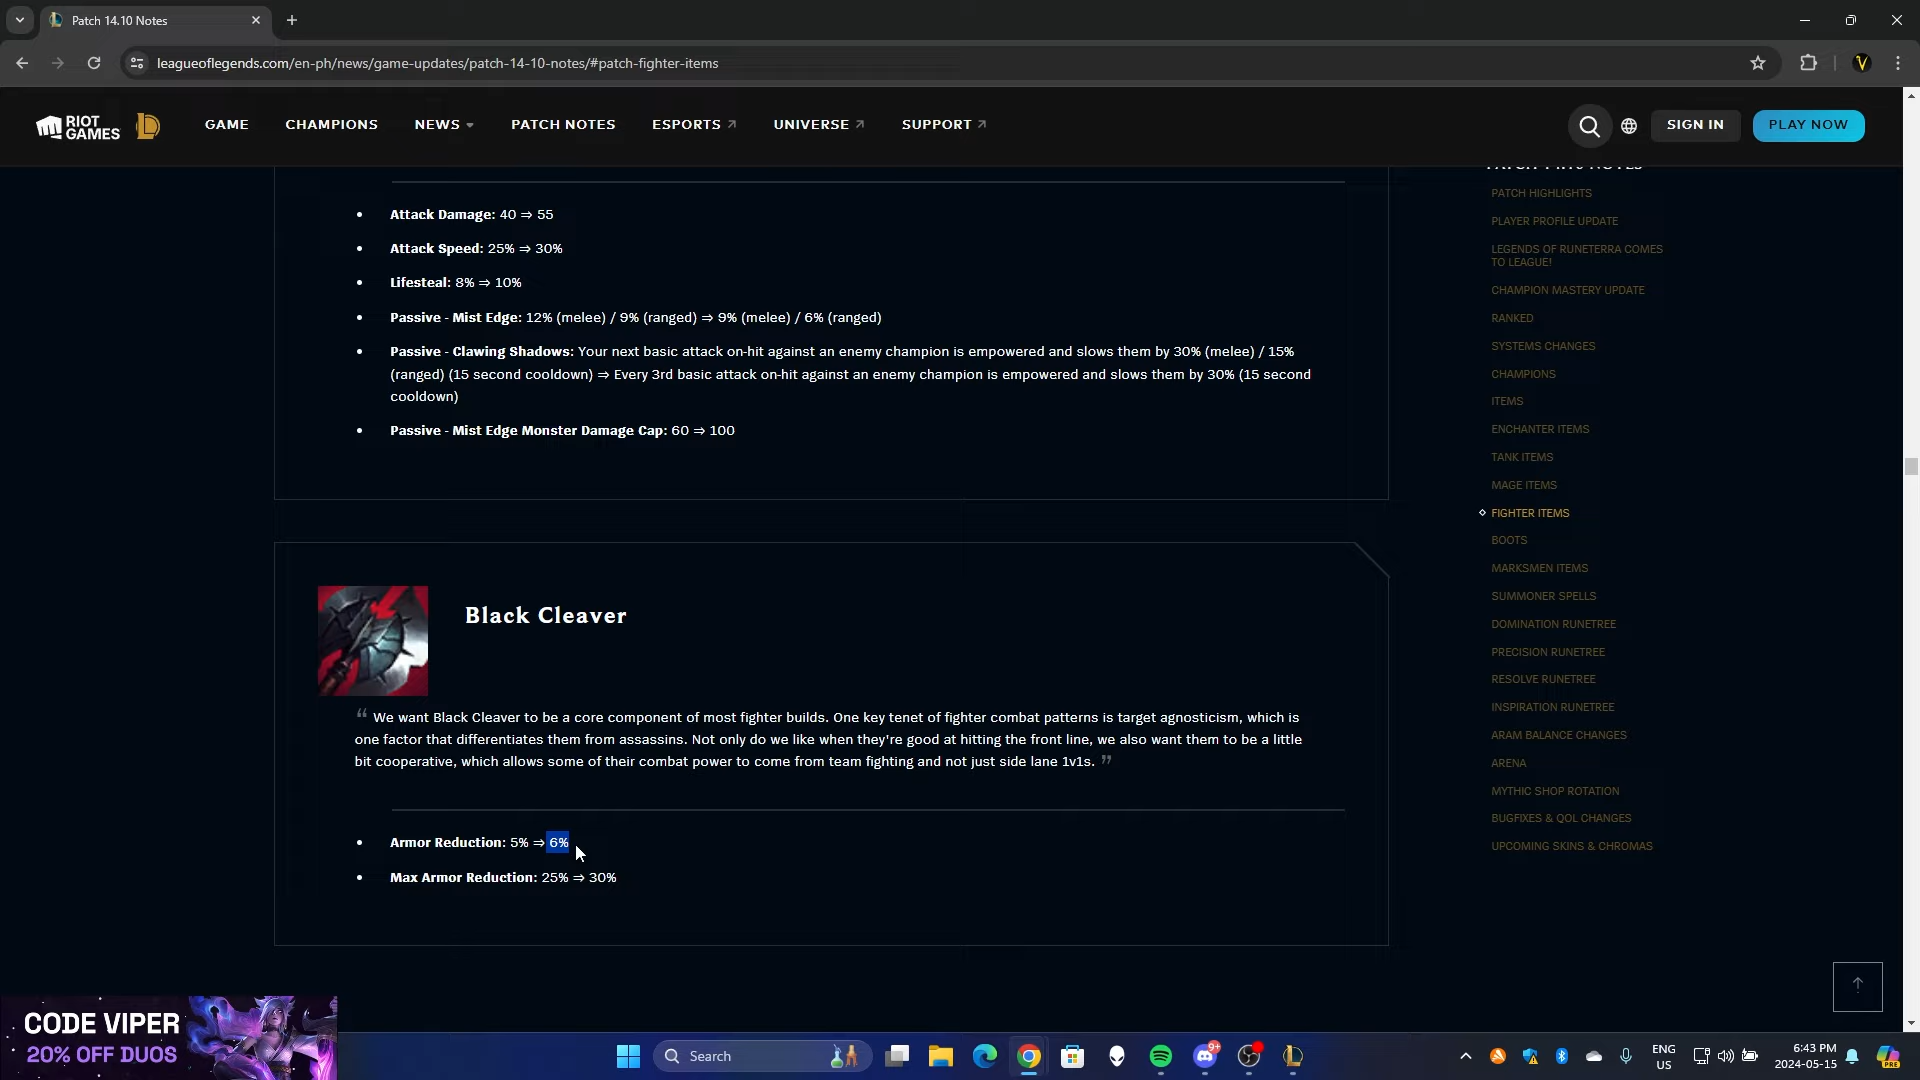 Patch 14.10 Notes
leagueoflegends.com/en-ph/news/game-updates/patch-14-10-notes/#patch-fighter-items
V
RIOT
GAMES
GAME
CHAMPIONS
NEWS
PATCH NOTES
ESPORTS
UNIVERSE
SUPPORT
SIGN IN
PLAY NOW
• Attack Damage: 40 ⇒ 55
• Attack Speed: 25% ⇒ 30%
• Lifesteal: 8% ⇒ 10%
• Passive - Mist Edge: 12% (melee) / 9% (ranged) ⇒ 9% (melee) / 6% (ranged)
• Passive - Clawing Shadows: Your next basic attack on-hit against an enemy champion is empowered and slows them by 30% (melee) / 15%
(ranged) (15 second cooldown) ⇒ Every 3rd basic attack on-hit against an enemy champion is empowered and slows them by 30% (15 second
cooldown)
• Passive - Mist Edge Monster Damage Cap: 60 ⇒ 100
Black Cleaver
“ We want Black Cleaver to be a core component of most fighter builds. One key tenet of fighter combat patterns is target agnosticism, which is
one factor that differentiates them from assassins. Not only do we like when they're good at hitting the front line, we also want them to be a little
bit cooperative, which allows some of their combat power to come from team fighting and not just side lane 1v1s. ”
• Armor Reduction: 5% ⇒ 6%
• Max Armor Reduction: 25% ⇒ 30%
PATCH HIGHLIGHTS
PLAYER PROFILE UPDATE
LEGENDS OF RUNETERRA COMES
TO LEAGUE!
CHAMPION MASTERY UPDATE
RANKED
SYSTEMS CHANGES
CHAMPIONS
ITEMS
ENCHANTER ITEMS
TANK ITEMS
MAGE ITEMS
FIGHTER ITEMS
BOOTS
MARKSMEN ITEMS
SUMMONER SPELLS
DOMINATION RUNETREE
PRECISION RUNETREE
RESOLVE RUNETREE
INSPIRATION RUNETREE
ARAM BALANCE CHANGES
ARENA
MYTHIC SHOP ROTATION
BUGFIXES & QOL CHANGES
UPCOMING SKINS & CHROMAS
CODE VIPER
20% OFF DUOS
Search
9+
ENG
US
6:43 PM
2024-05-15
PRE